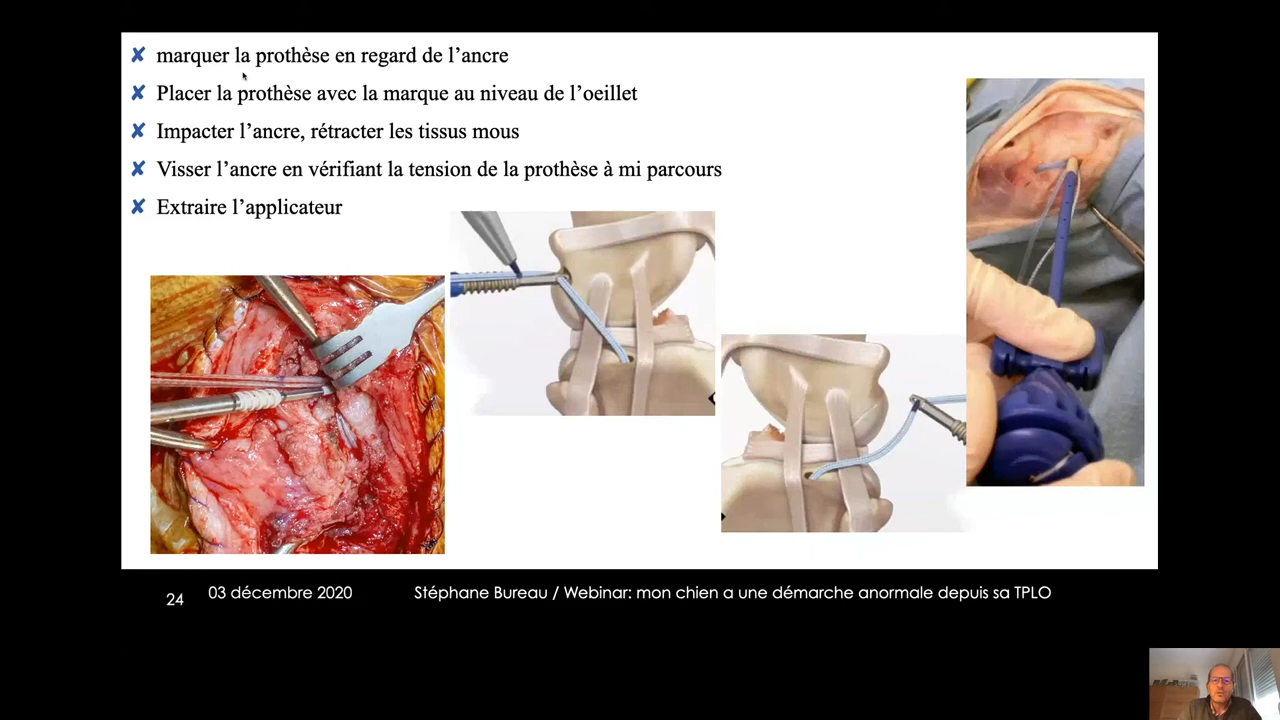 ✘ marquer la prothèse en regard de l’ancre
✘ Placer la prothèse avec la marque au niveau de l’oeillet
✘ Impacter l’ancre, rétracter les tissus mous
✘ Visser l’ancre en vérifiant la tension de la prothèse à mi parcours
✘ Extraire l’applicateur
24 03 décembre 2020 Stéphane Bureau / Webinar: mon chien a une démarche anormale depuis sa TPLO